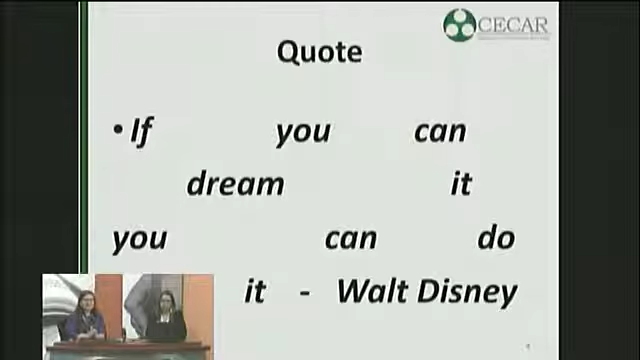 CECAR
Quote
• If you can
dream it
you can do
it - Walt Disney